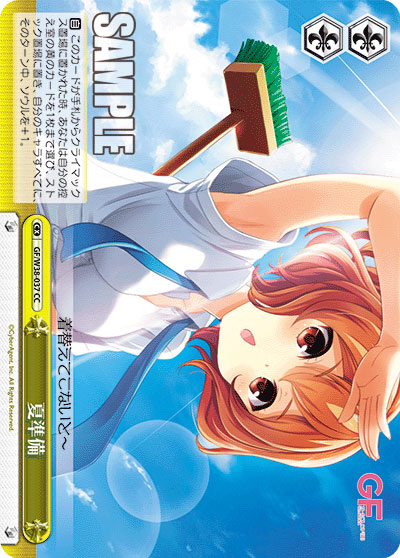 SAMPLE
自このカードが手札からクライマック
ス置場に置かれた時、あなたは自分の控
え室の黄のカードを1枚まで選び、スト
ック置場に置き、自分のキャラすべてに、
そのターン中、ソウルを+1。
CX GF/W38-037 CC
着替えてこないと～
夏準備
©CyberAgent, Inc. All Rights Reserved.
GF